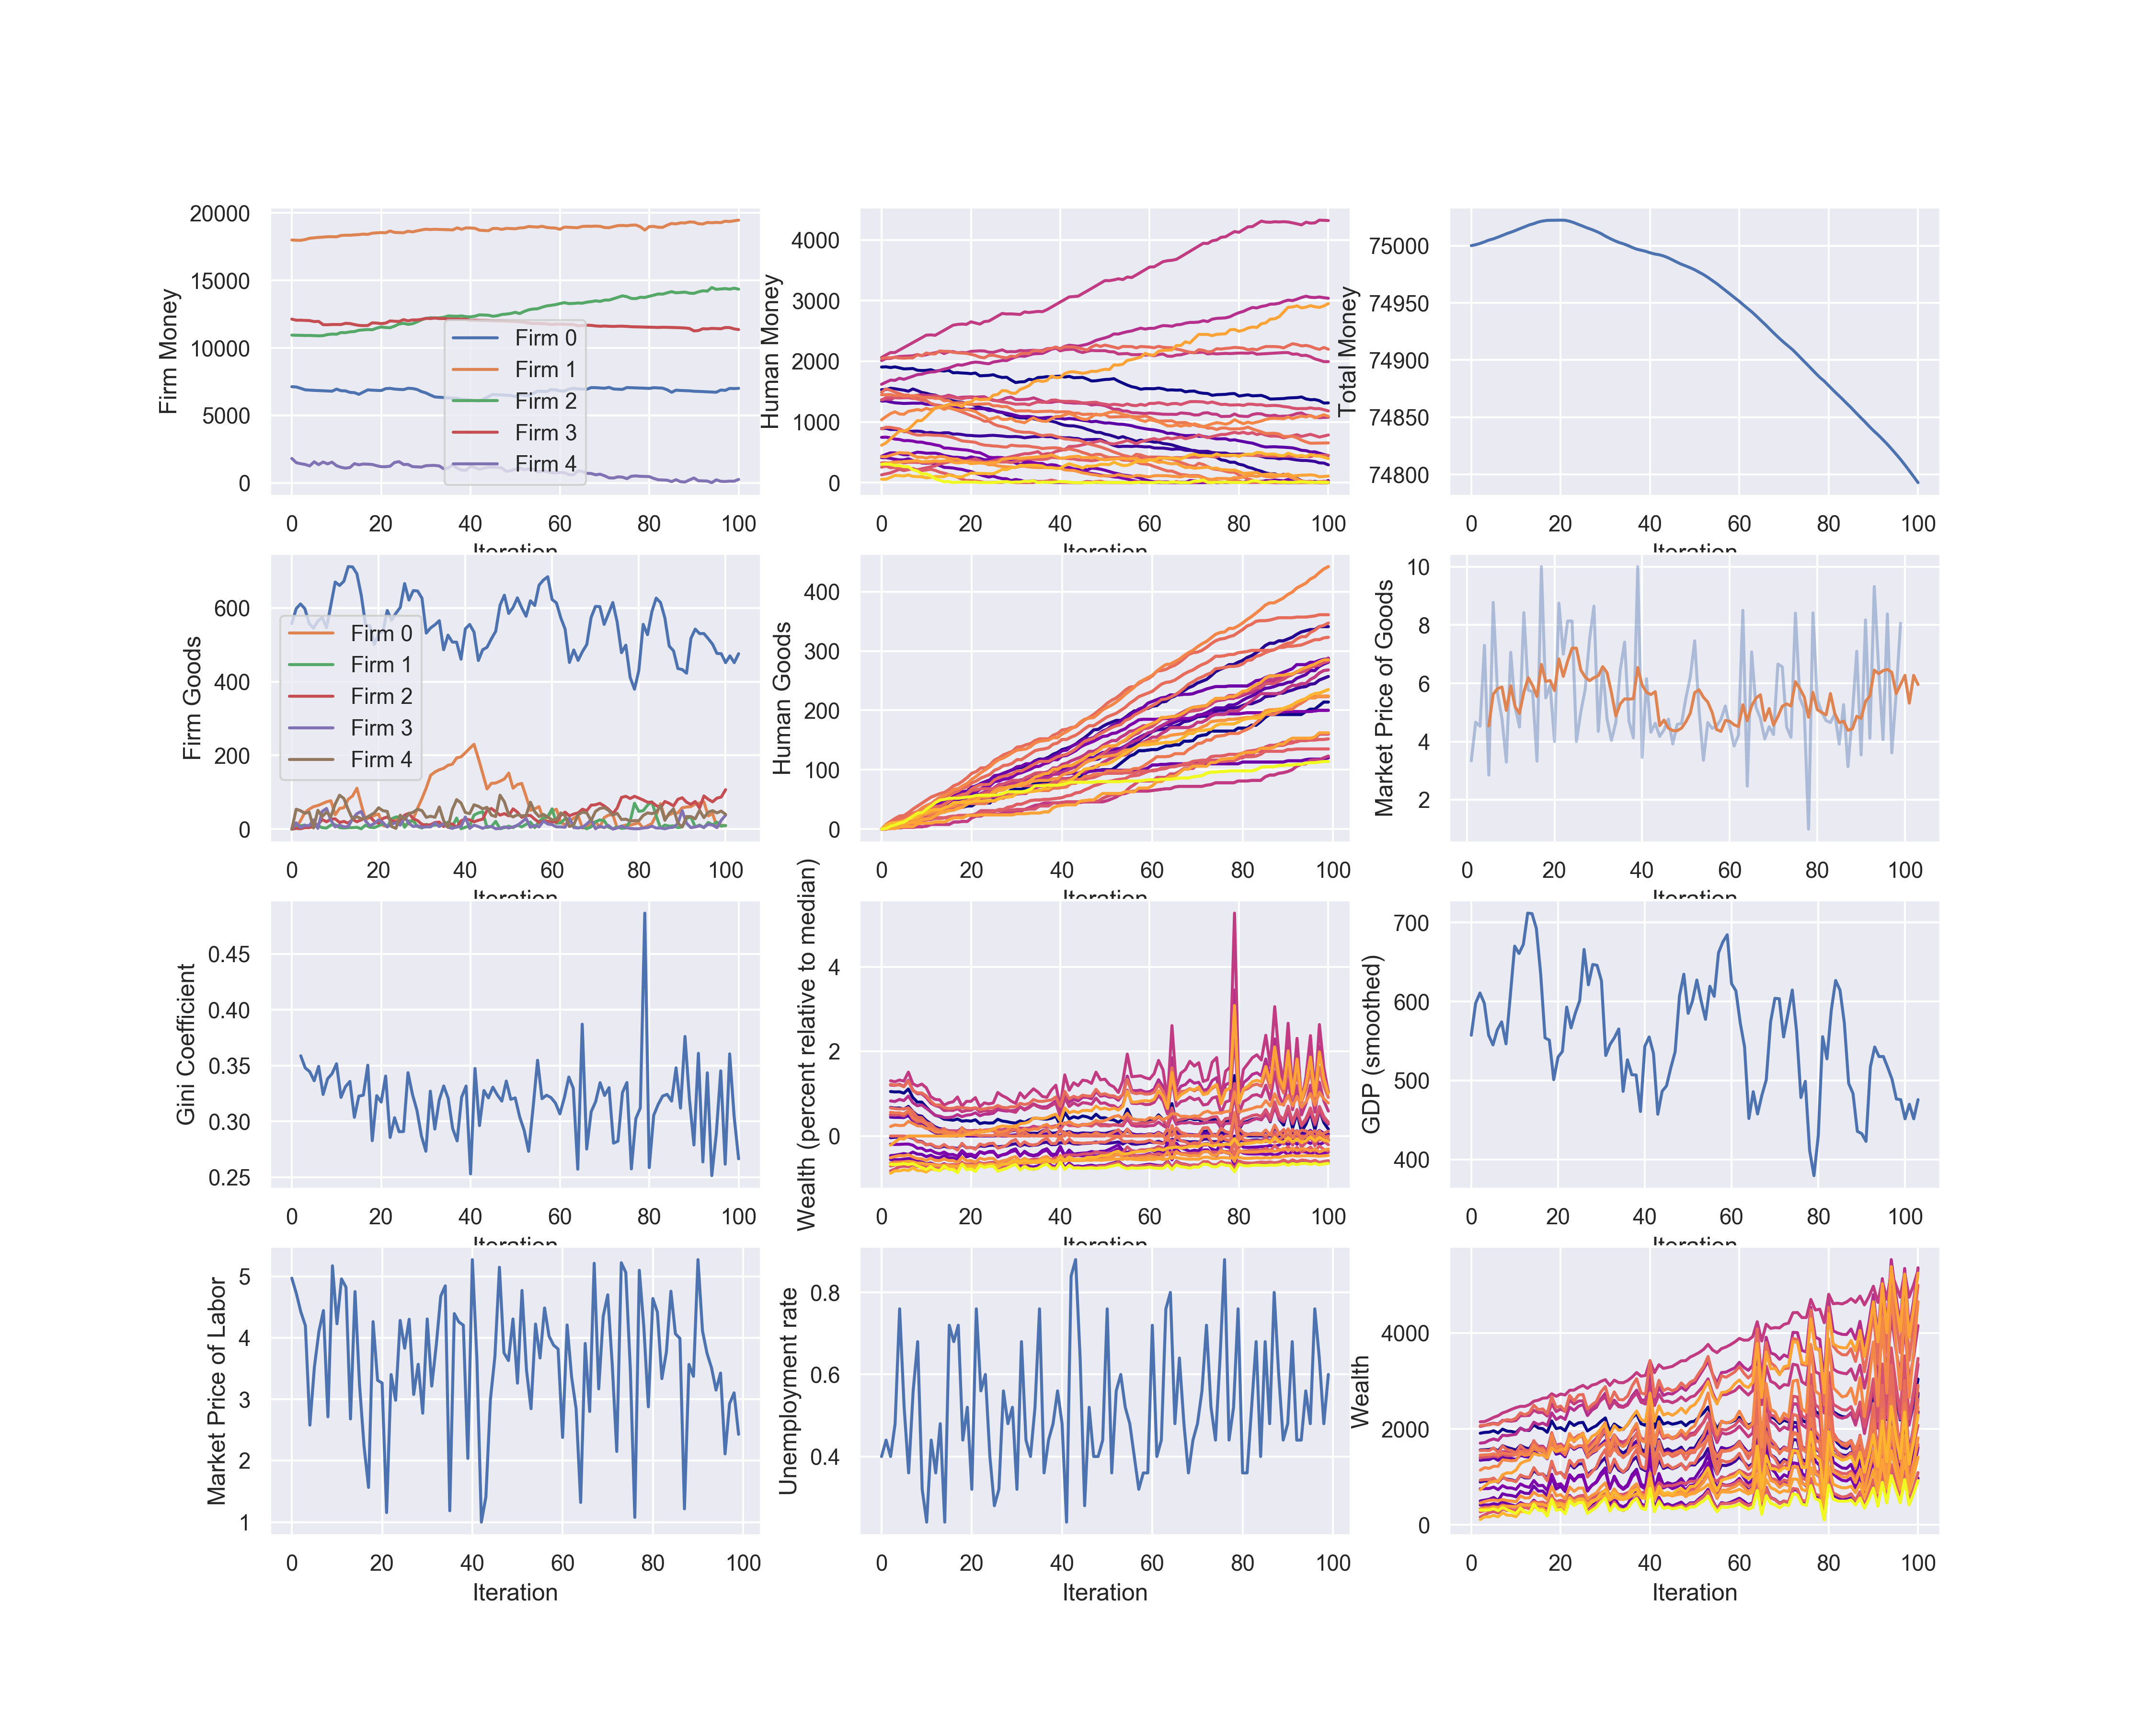 Firm Money
20000
15000
10000
5000
0
Firm 0
Firm 1
Firm 2
Firm 3
Firm 4
0 20 40 60 80 100
Iteration
Human Money
4000
3000
2000
1000
0
0 20 40 60 80 100
Iteration
Total Money
75000
74950
74900
74850
74800
0 20 40 60 80 100
Iteration
Firm Goods
600
400
200
0
Firm 0
Firm 1
Firm 2
Firm 3
Firm 4
0 20 40 60 80 100
Iteration
Human Goods
400
300
200
100
0
0 20 40 60 80 100
Iteration
Market Price of Goods
10
8
6
4
2
0 20 40 60 80 100
Iteration
Gini Coefficient
0.45
0.40
0.35
0.30
0.25
0 20 40 60 80 100
Iteration
Wealth (percent relative to median)
4
2
0
0 20 40 60 80 100
Iteration
GDP (smoothed)
700
600
500
400
0 20 40 60 80 100
Iteration
Market Price of Labor
5
4
3
2
1
0 20 40 60 80 100
Iteration
Unemployment rate
0.8
0.6
0.4
0 20 40 60 80 100
Iteration
Wealth
4000
2000
0
0 20 40 60 80 100
Iteration